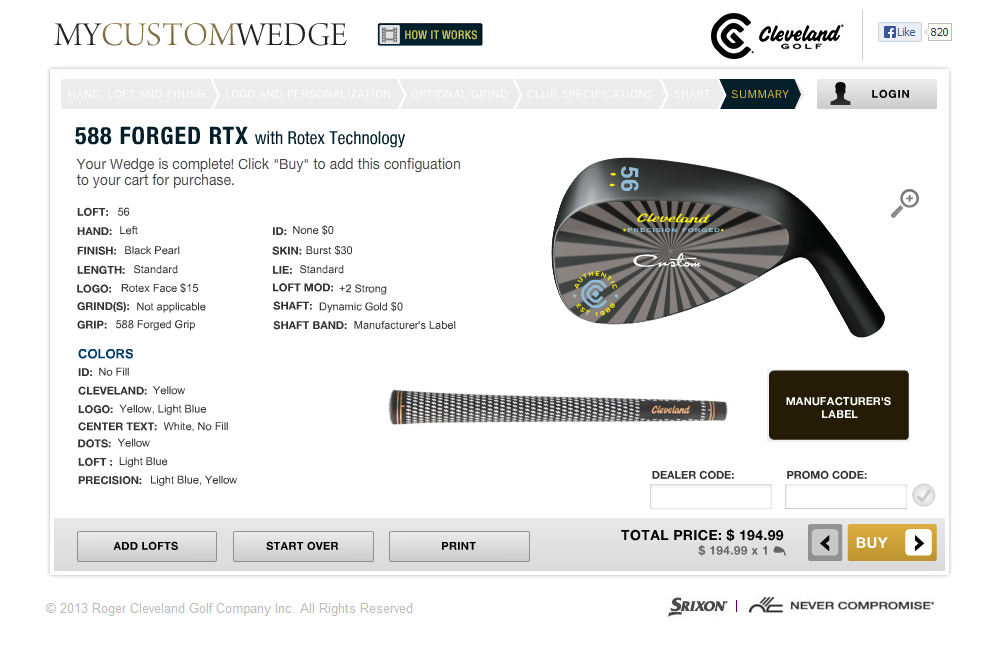 MYCUSTOMWEDGE
HOW IT WORKS
Cleveland
GOLF
Like
820
HAND, LOFT AND FINISH
LOGO AND PERSONALIZATION
OPTIONAL GRIND
CLUB SPECIFICATIONS
SHARE
SUMMARY
LOGIN
588 FORGED RTX with Rotex Technology
Your Wedge is complete! Click "Buy" to add this configuation
to your cart for purchase.
LOFT: 56
HAND: Left
FINISH: Black Pearl
LENGTH: Standard
LOGO: Rotex Face $15
GRIND(S): Not applicable
GRIP: 588 Forged Grip
ID: None $0
SKIN: Burst $30
LIE: Standard
LOFT MOD: +2 Strong
SHAFT: Dynamic Gold $0
SHAFT BAND: Manufacturer's Label
56
Cleveland
•PRECISION FORGED•
Custom
AUTHENTIC
EST 1988
COLORS
ID: No Fill
CLEVELAND: Yellow
LOGO: Yellow, Light Blue
CENTER TEXT: White, No Fill
DOTS: Yellow
LOFT : Light Blue
PRECISION: Light Blue, Yellow
Cleveland
MANUFACTURER'S
LABEL
DEALER CODE:
PROMO CODE:
ADD LOFTS
START OVER
PRINT
TOTAL PRICE: $ 194.99
$ 194.99 x 1
BUY
© 2013 Roger Cleveland Golf Company Inc. All Rights Reserved
SRIXON
NEVER COMPROMISE®